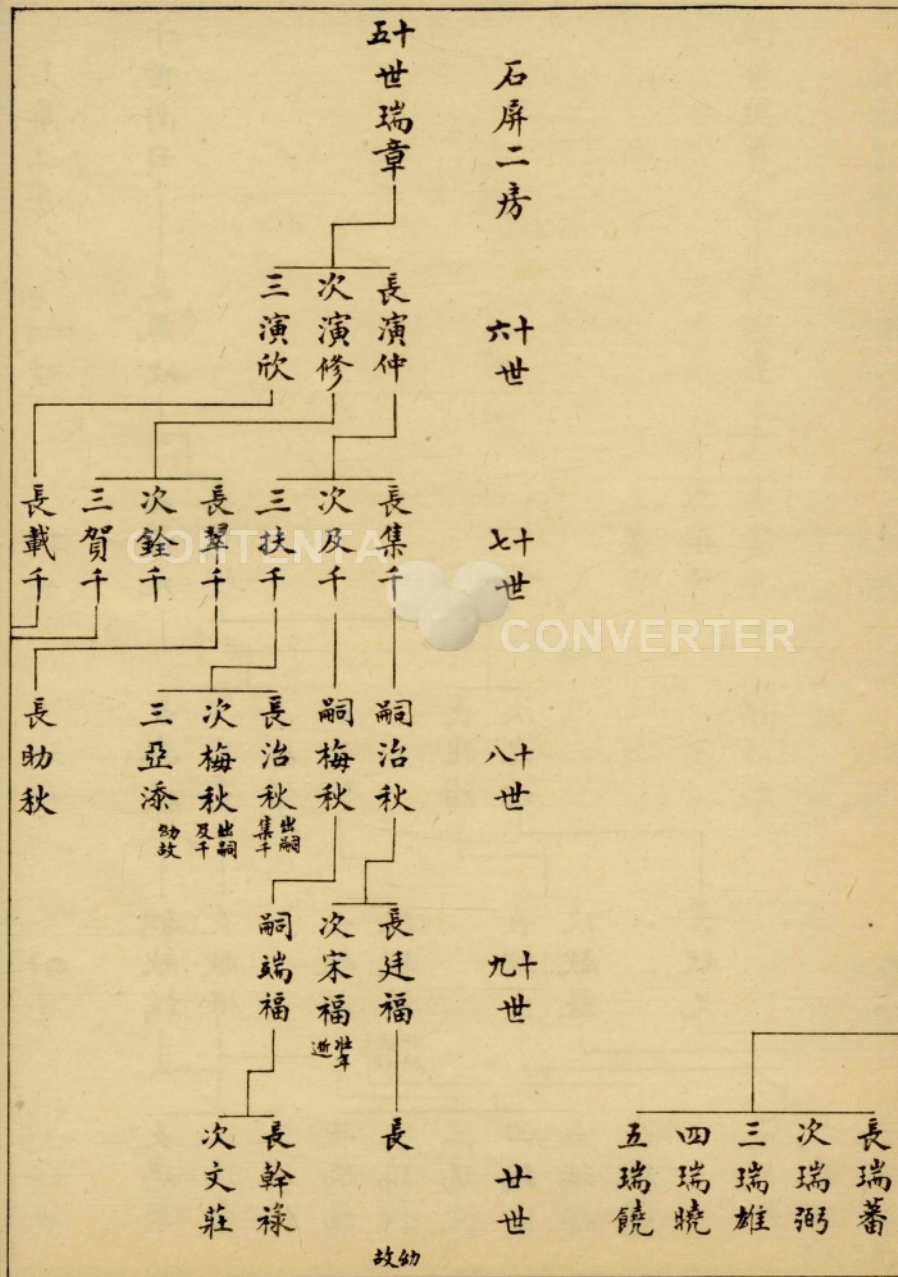 長瑞蕃
次瑞弼
三瑞雄
四瑞曉
五瑞饒
石屏二房
十五世瑞章
十六世
長演仲
次演修
三演欣
十七世
長集千
次及千
三扶千
長翠千
次銓千
三賀千
長載千
十八世
嗣治秋
嗣梅秋
長治秋 出嗣集千
次梅秋 出嗣及千
三亞添 幼故
長助秋
十九世
長廷福
次宋福 壯年逝
嗣端福
廿世
長 幼故
長幹祿
次文莊
CONTENTA
CONVERTER